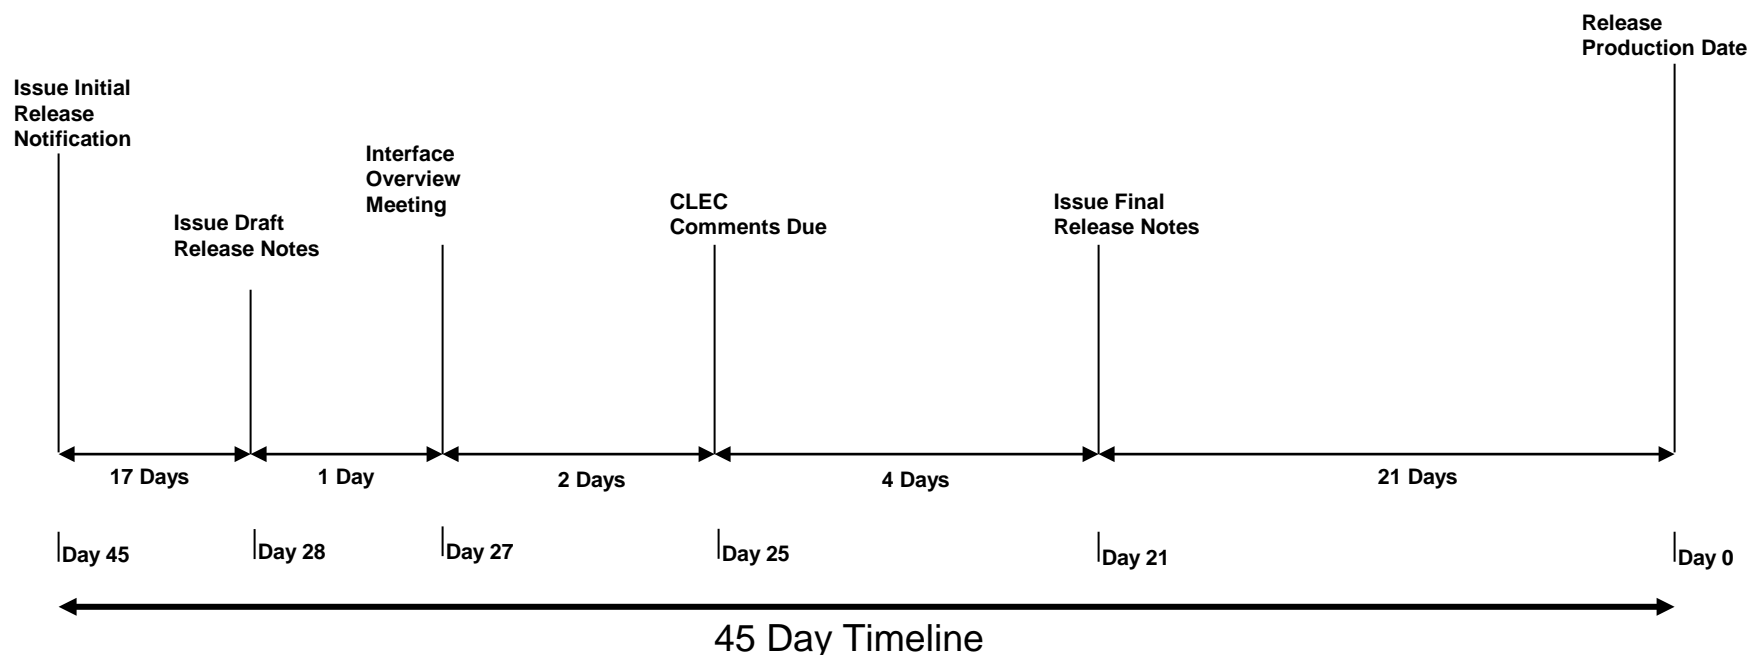 Release
Production Date
Issue Initial
Release
Notification
Interface
Overview
Meeting
CLEC
Comments Due
Issue Final
Release Notes
Issue Draft
Release Notes
17 Days
1 Day
2 Days
4 Days
21 Days
Day 45
Day 28
Day 27
Day 25
Day 21
Day 0
45 Day Timeline